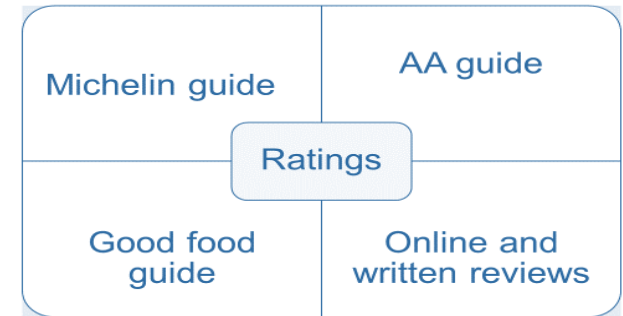 Michelin guide
AA guide
Ratings
Good food
guide
Online and
written reviews